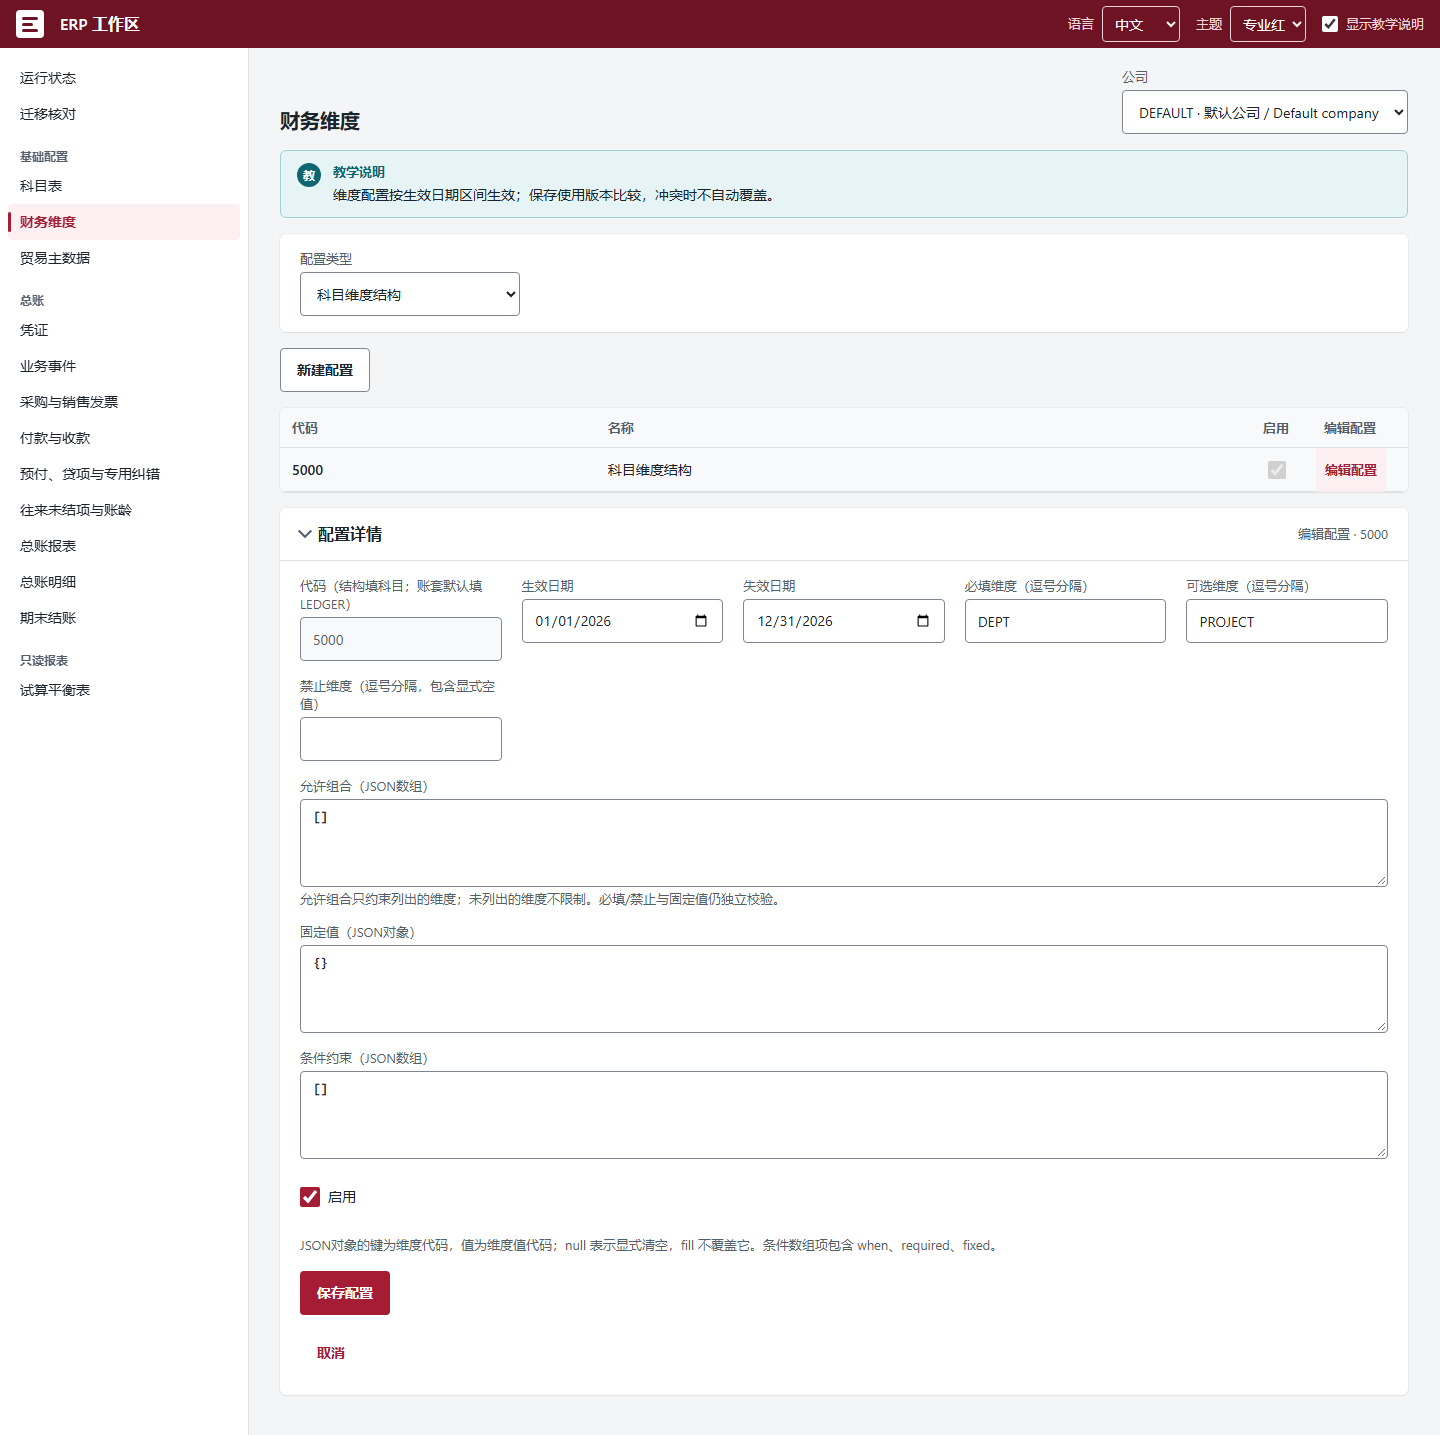 ERP 工作区
语言 中文 主题 专业红 显示教学说明
运行状态
迁移核对
基础配置
科目表
财务维度
贸易主数据
总账
凭证
业务事件
采购与销售发票
付款与收款
预付、贷项与专用纠错
往来未结项与账龄
总账报表
总账明细
期末结账
只读报表
试算平衡表
公司
财务维度
DEFAULT · 默认公司 / Default company
教 教学说明
维度配置按生效日期区间生效；保存使用版本比较，冲突时不自动覆盖。
配置类型
科目维度结构
新建配置
代码 名称 启用 编辑配置
5000 科目维度结构 编辑配置
配置详情 编辑配置 · 5000
代码（结构填科目；账套默认填
LEDGER）
5000
生效日期
01/01/2026
失效日期
12/31/2026
必填维度（逗号分隔）
DEPT
可选维度（逗号分隔）
PROJECT
禁止维度（逗号分隔，包含显式空
值）
允许组合（JSON数组）
[]
允许组合只约束列出的维度；未列出的维度不限制。必填/禁止与固定值仍独立校验。
固定值（JSON对象）
{}
条件约束（JSON数组）
[]
启用
JSON对象的键为维度代码，值为维度值代码；null 表示显式清空，fill 不覆盖它。条件数组项包含 when、required、fixed。
保存配置
取消